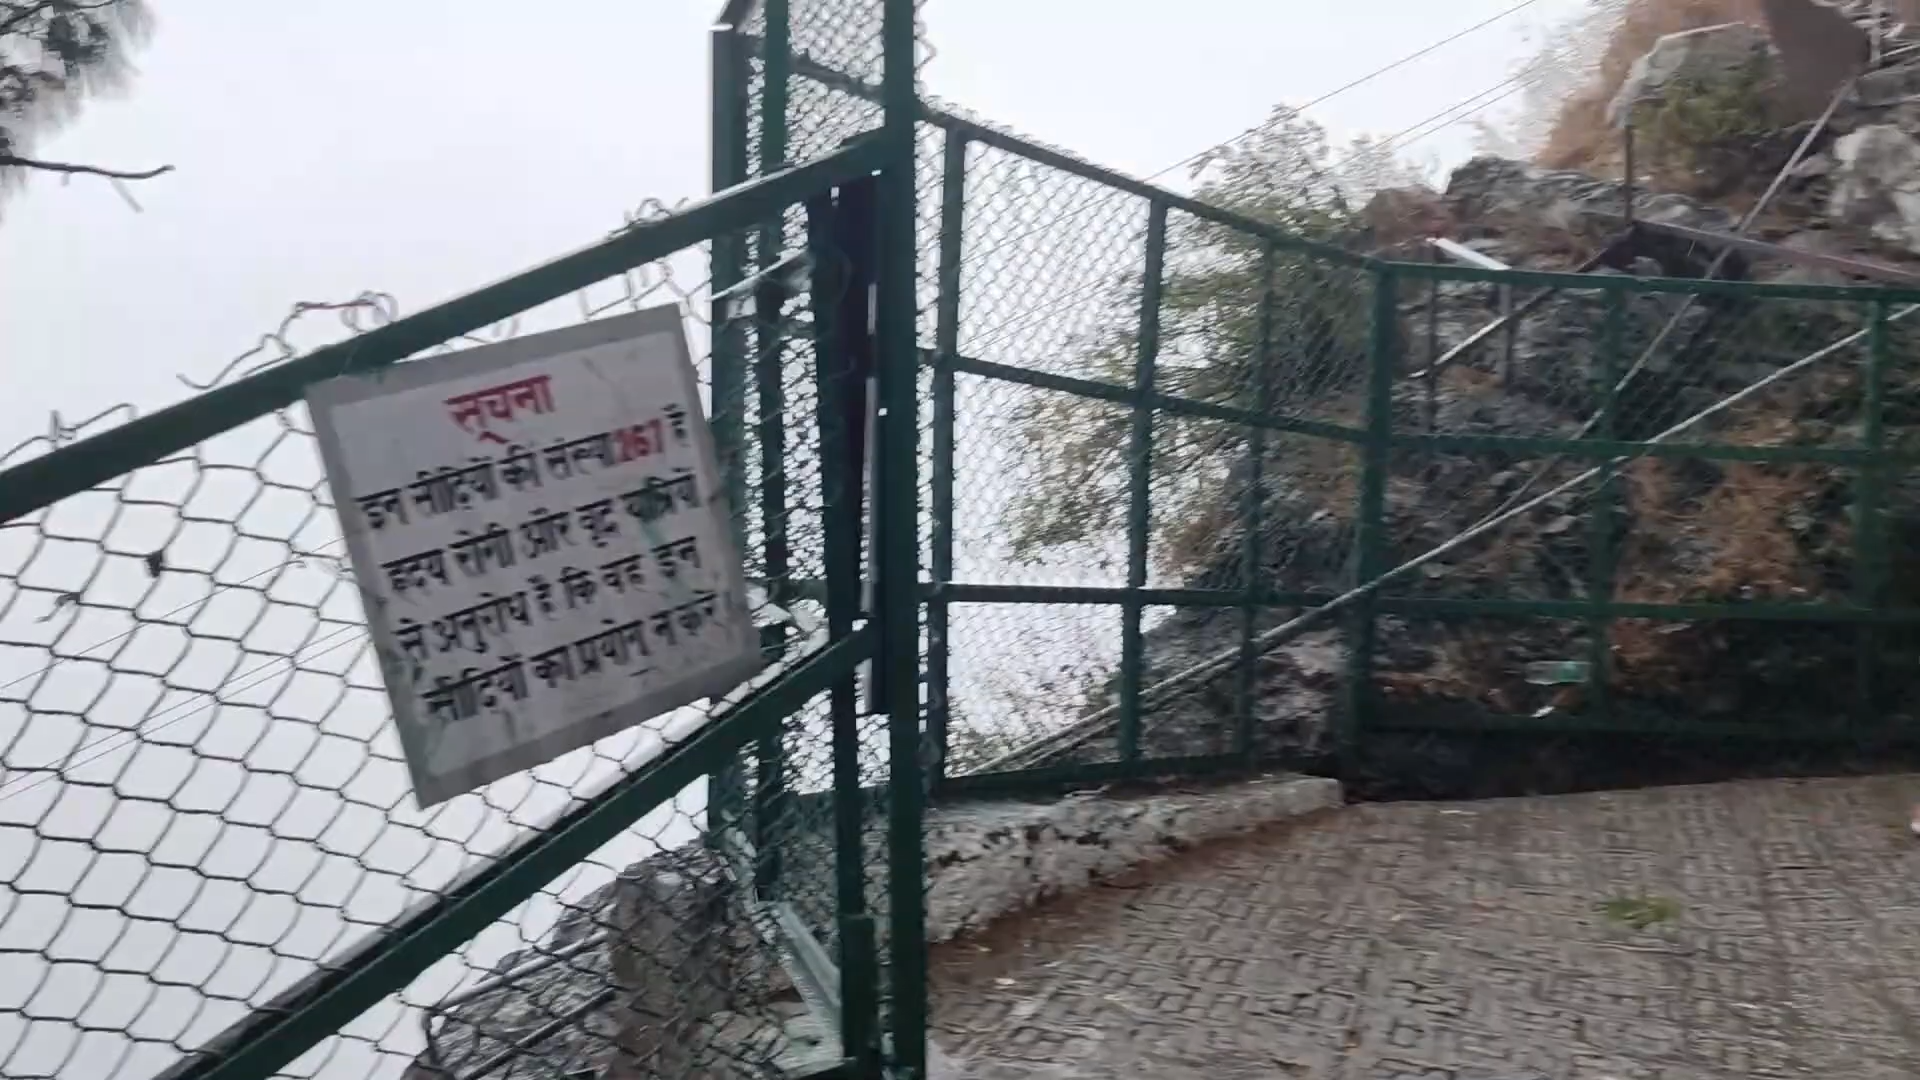 सूचना
इन सीढ़ियों की संख्या 267 है
हृदय रोगी और वृद्ध यात्रियों
से अनुरोध है कि वह इन
सीढ़ियों का प्रयोग न करें